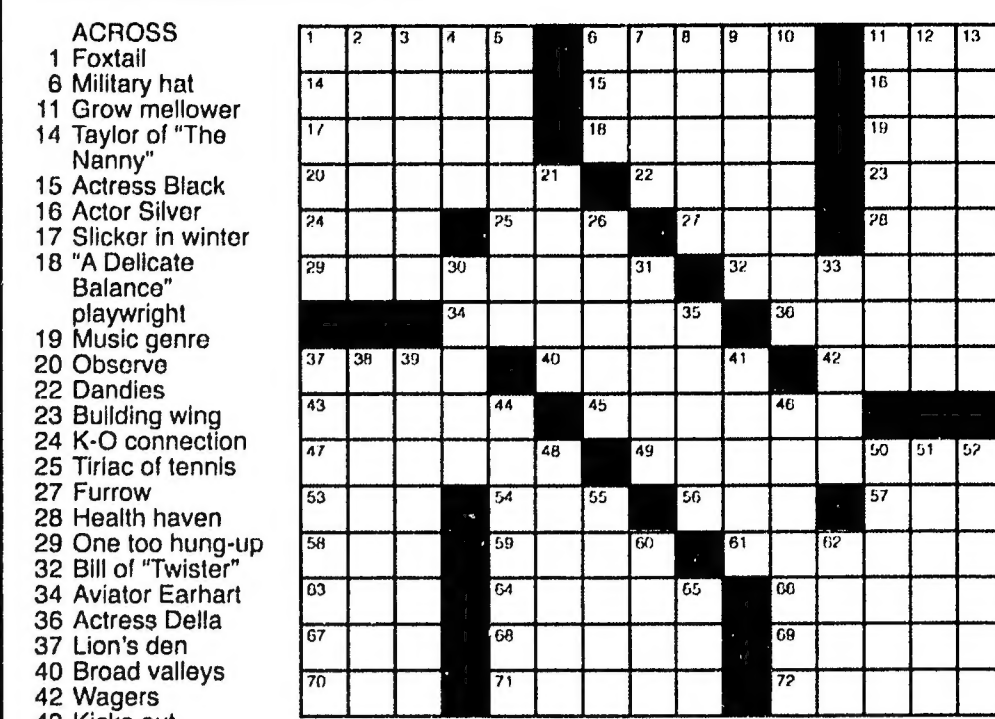 ACROSS
1 Foxtail
6 Military hat
11 Grow mellower
14 Taylor of "The
Nanny"
15 Actress Black
16 Actor Silver
17 Slicker in winter
18 "A Delicate
Balance"
playwright
19 Music genre
20 Observe
22 Dandies
23 Building wing
24 K-O connection
25 Tiriac of tennis
27 Furrow
28 Health haven
29 One too hung-up
32 Bill of "Twister"
34 Aviator Earhart
36 Actress Della
37 Lion's den
40 Broad valleys
42 Wagers
1 2 3 4 5 6 7 8 9 10 11 12 13
14 15 16
17 18 19
20 21 22 23
24 25 26 27 28
29 30 31 32 33
34 35 36
37 38 39 40 41 42
43 44 45 46
47 48 49 50 51 52
53 54 55 56 57
58 59 60 61 62
63 64 65 66
67 68 69
70 71 72